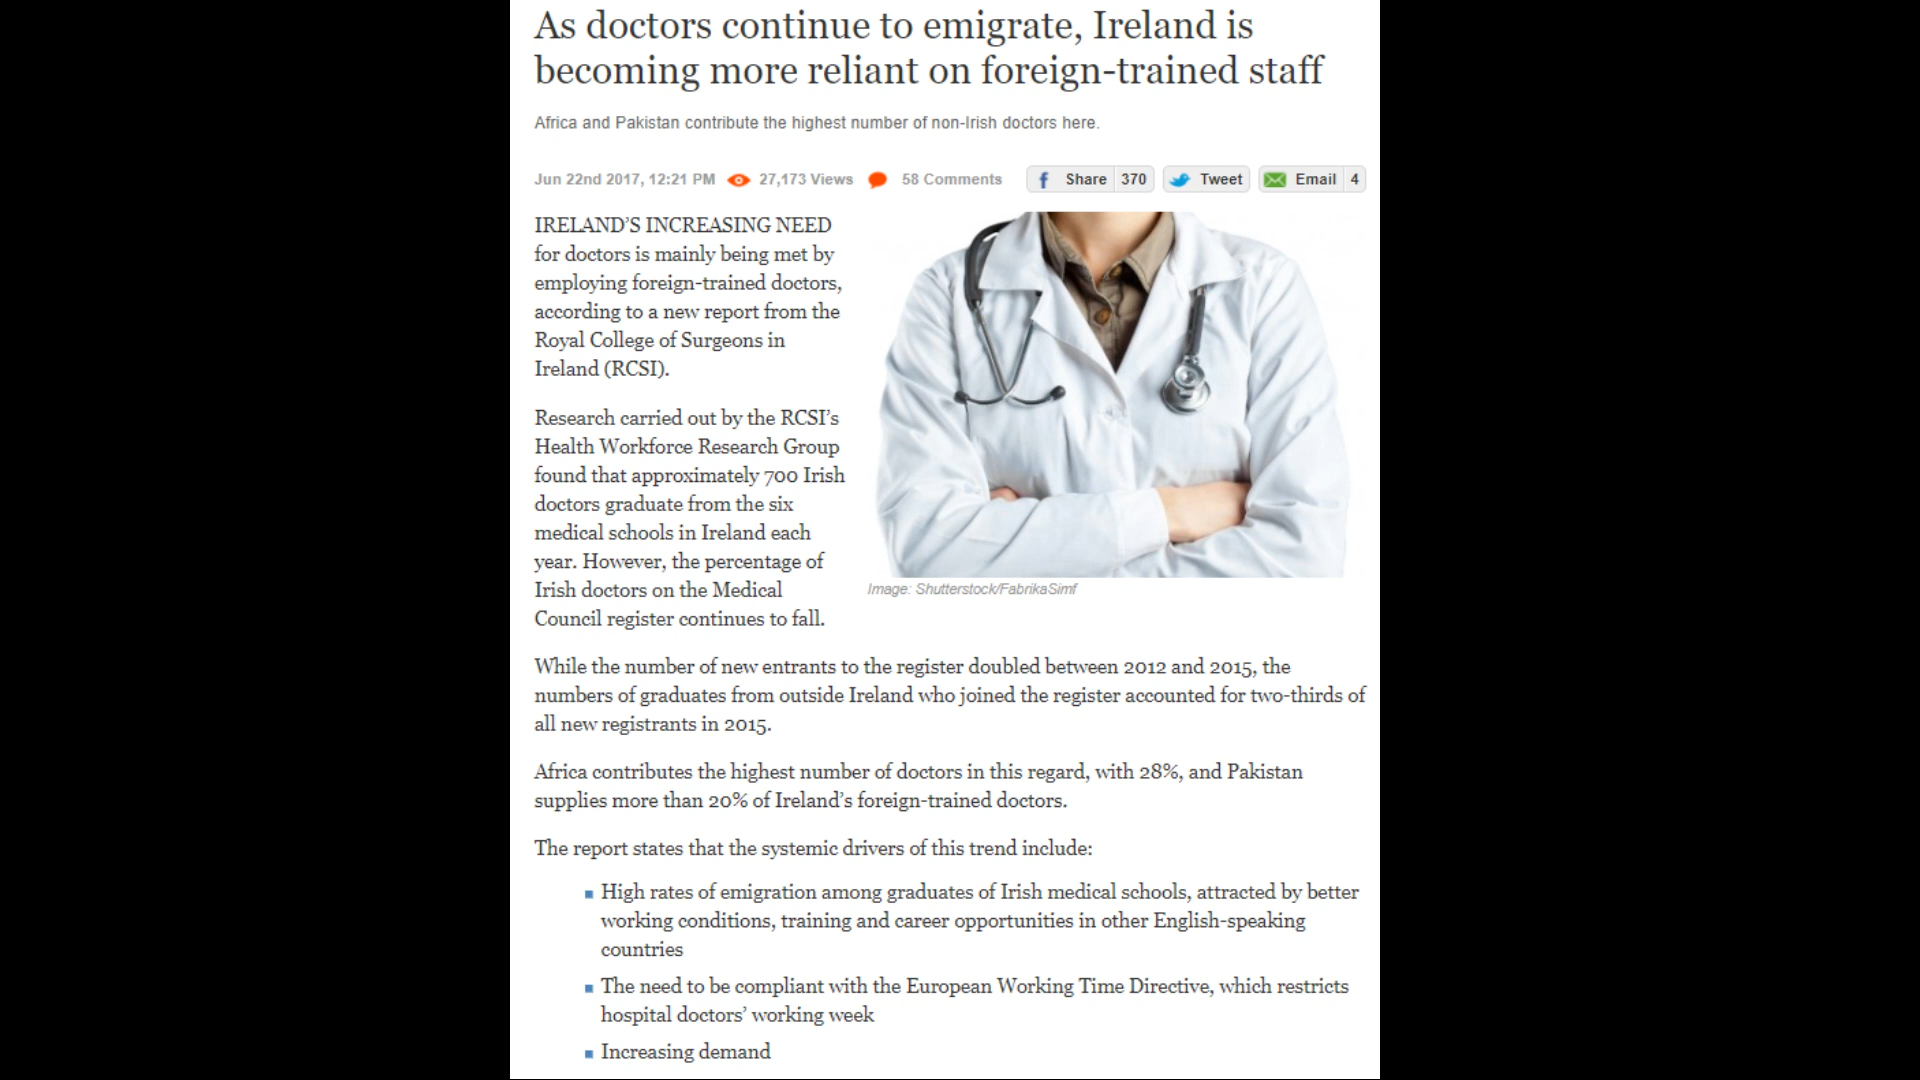 As doctors continue to emigrate, Ireland is
becoming more reliant on foreign-trained staff
Africa and Pakistan contribute the highest number of non-Irish doctors here.
Jun 22nd 2017, 12:21 PM 27,173 Views 58 Comments Share 370 Tweet Email 4
IRELAND’S INCREASING NEED
for doctors is mainly being met by
employing foreign-trained doctors,
according to a new report from the
Royal College of Surgeons in
Ireland (RCSI).
Research carried out by the RCSI’s
Health Workforce Research Group
found that approximately 700 Irish
doctors graduate from the six
medical schools in Ireland each
year. However, the percentage of
Irish doctors on the Medical
Council register continues to fall.
Image: Shutterstock/FabrikaSimf
While the number of new entrants to the register doubled between 2012 and 2015, the
numbers of graduates from outside Ireland who joined the register accounted for two-thirds of
all new registrants in 2015.
Africa contributes the highest number of doctors in this regard, with 28%, and Pakistan
supplies more than 20% of Ireland’s foreign-trained doctors.
The report states that the systemic drivers of this trend include:
High rates of emigration among graduates of Irish medical schools, attracted by better
working conditions, training and career opportunities in other English-speaking
countries
The need to be compliant with the European Working Time Directive, which restricts
hospital doctors’ working week
Increasing demand